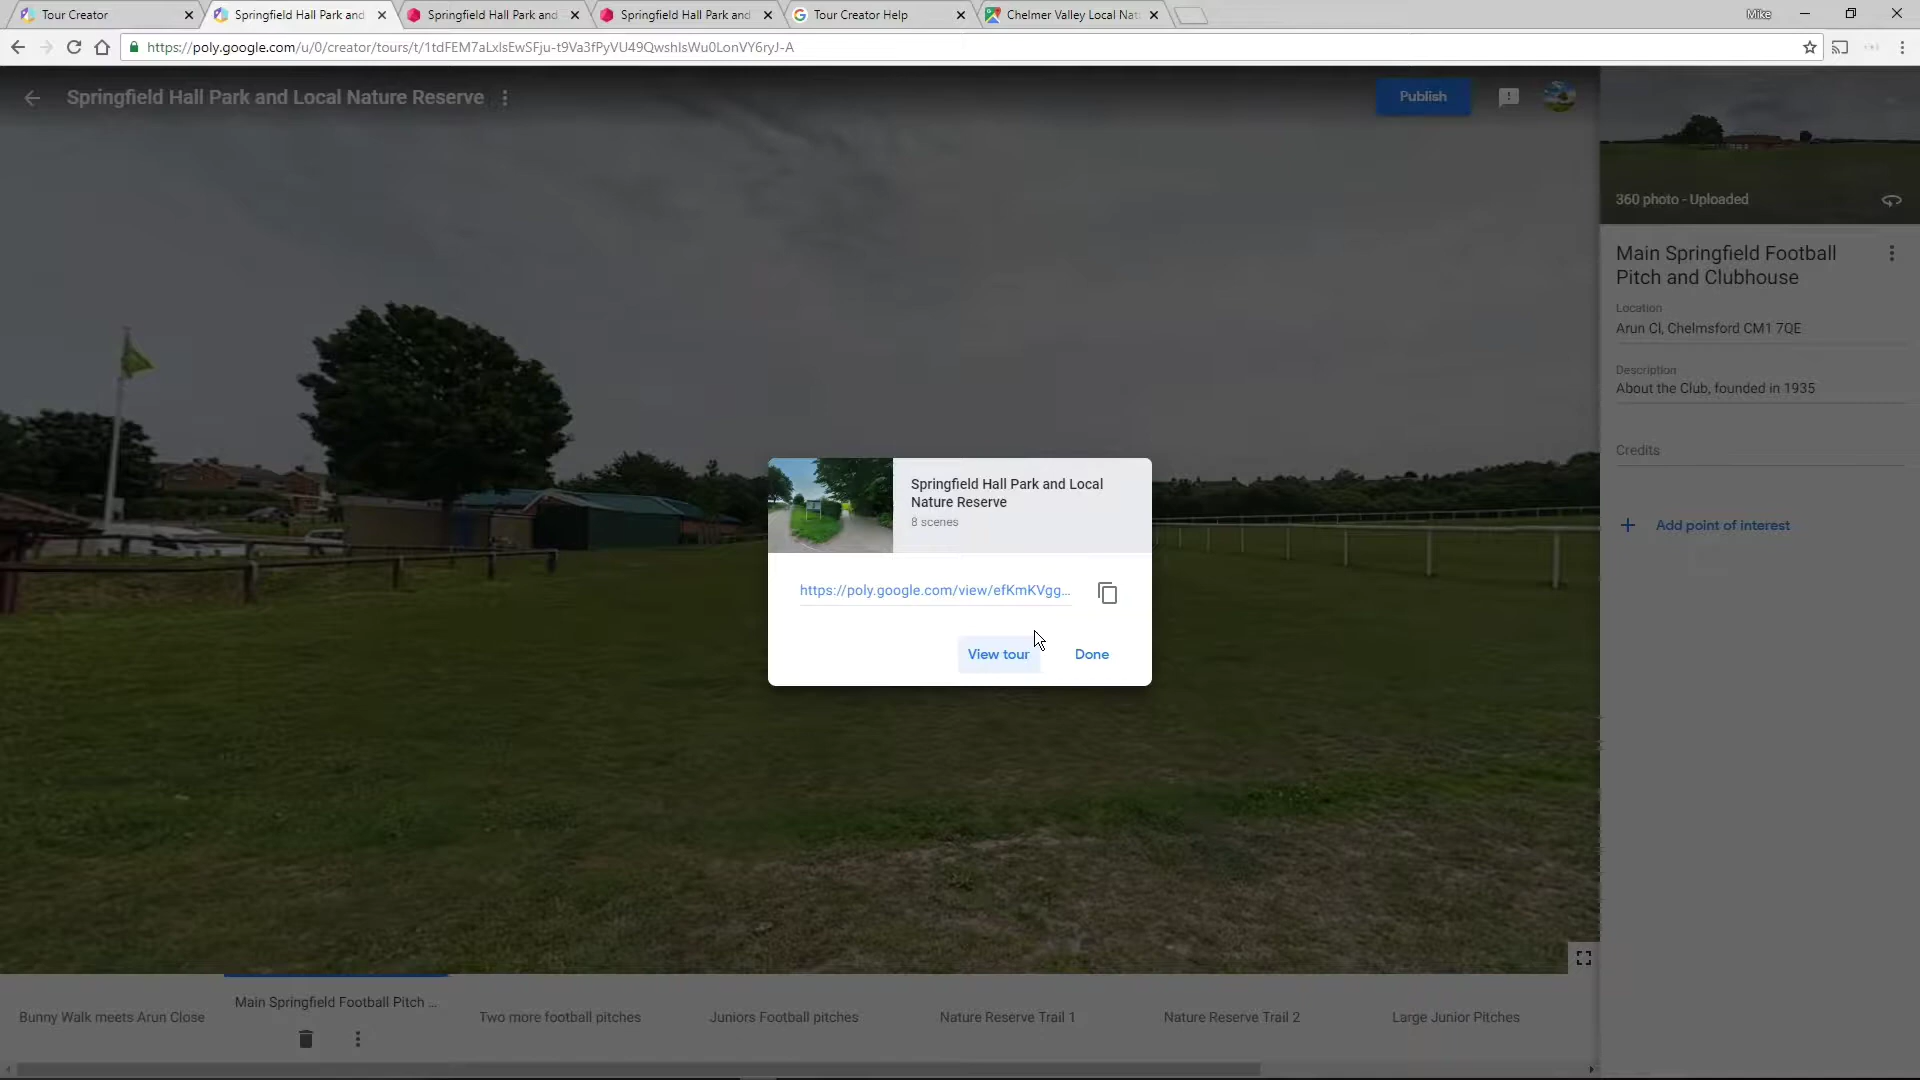 Tour Creator
Springfield Hall Park and
Springfield Hall Park and
Springfield Hall Park and
Tour Creator Help
Chelmer Valley Local Nat
Mike
https://poly.google.com/u/0/creator/tours/t/1tdFEM7aLxlsEwSFju-t9Va3fPyVU49QwshIsWu0LonVY6ryJ-A
Springfield Hall Park and Local Nature Reserve
Publish
360 photo - Uploaded
Main Springfield Football
Pitch and Clubhouse
Location
Arun Cl, Chelmsford CM1 7QE
Description
About the Club, founded in 1935
Credits
Add point of interest
Springfield Hall Park and Local
Nature Reserve
8 scenes
https://poly.google.com/view/efKmKVgg...
View tour
Done
Bunny Walk meets Arun Close
Main Springfield Football Pitch ...
Two more football pitches
Juniors Football pitches
Nature Reserve Trail 1
Nature Reserve Trail 2
Large Junior Pitches